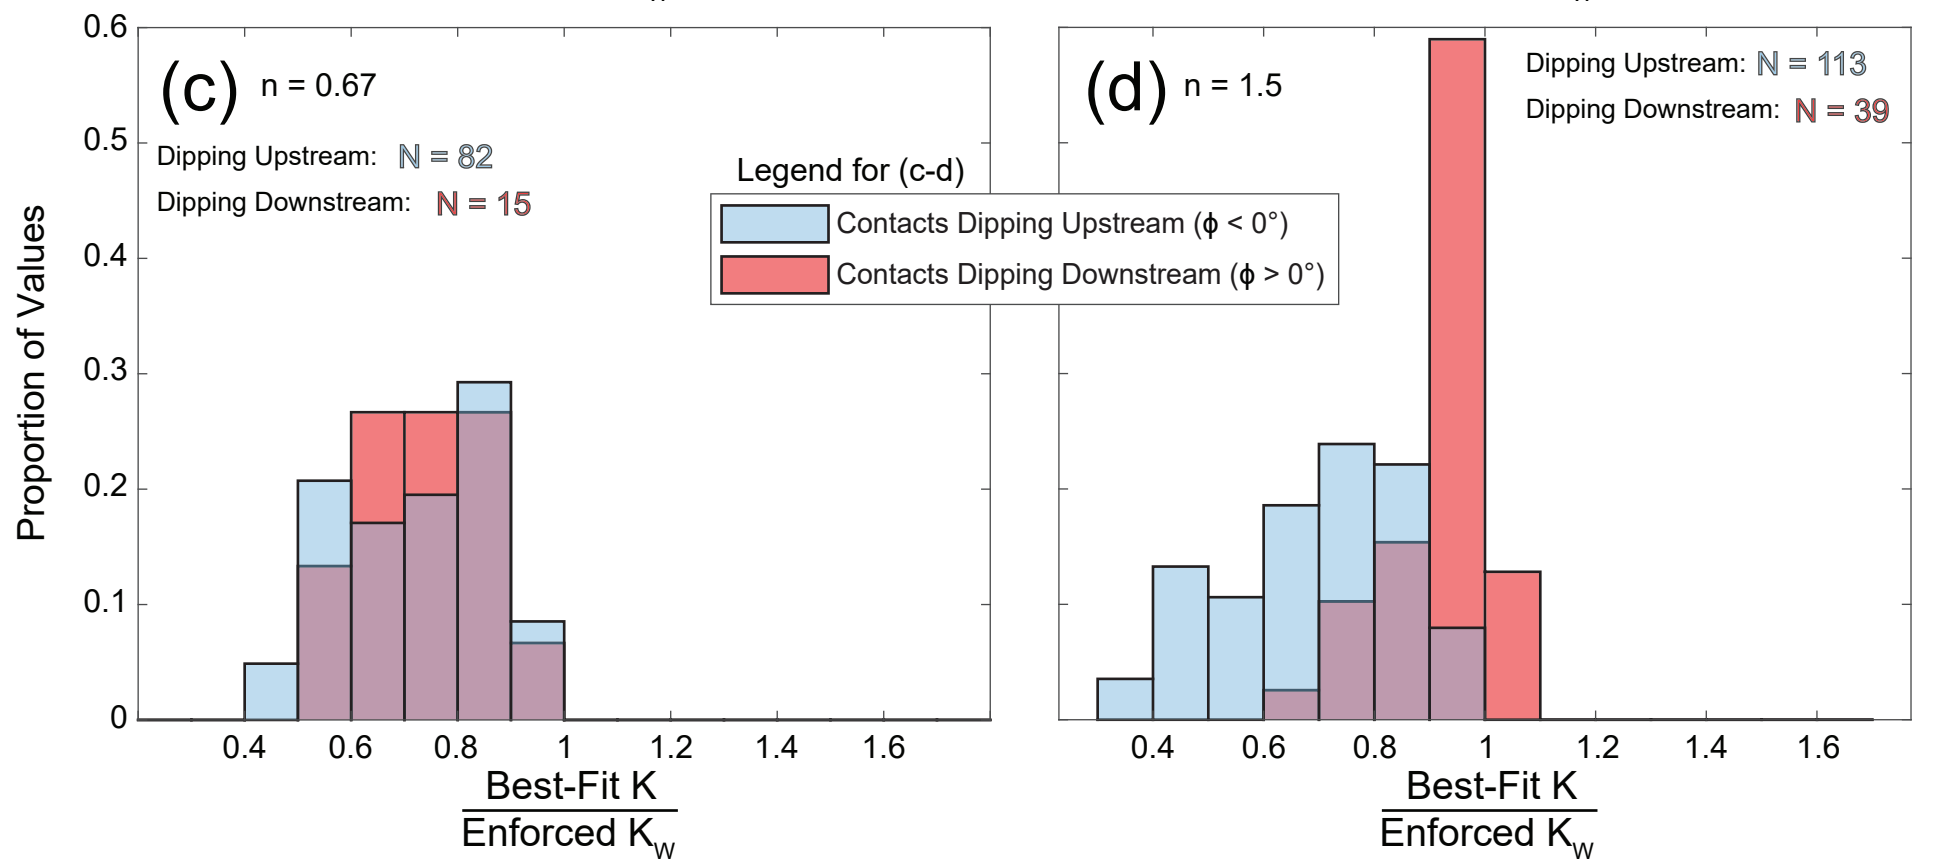 (c) n = 0.67
Dipping Upstream: N = 82
Dipping Downstream: N = 15
(d) n = 1.5
Dipping Upstream: N = 113
Dipping Downstream: N = 39
Legend for (c-d)
Contacts Dipping Upstream (ϕ < 0°)
Contacts Dipping Downstream (ϕ > 0°)
Proportion of Values
0.6
0.5
0.4
0.3
0.2
0.1
0
0.4 0.6 0.8 1 1.2 1.4 1.6
Best-Fit K
Enforced K_W
0.4 0.6 0.8 1 1.2 1.4 1.6
Best-Fit K
Enforced K_W